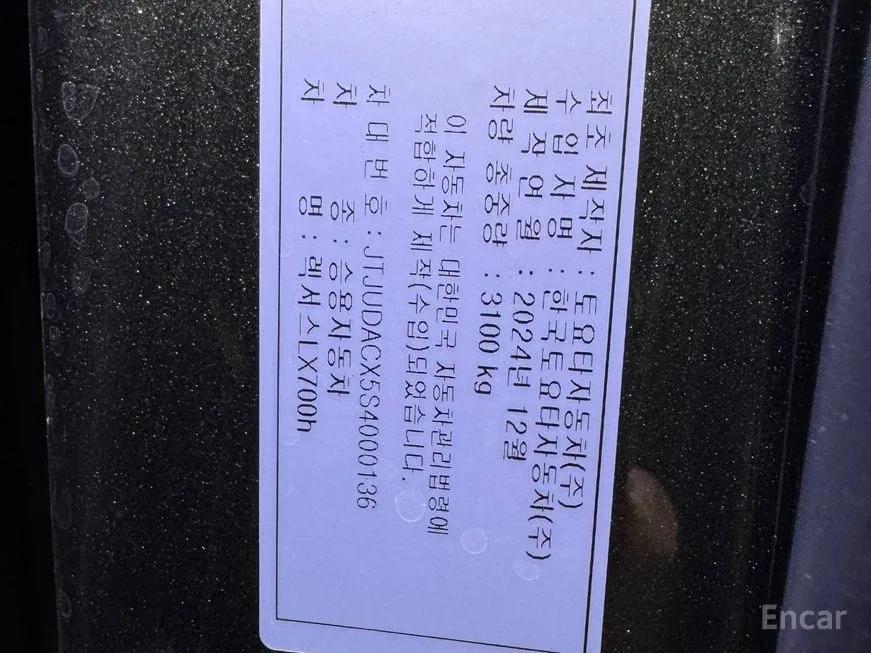 최초 제작자 : 토요타자동차(주)
수 입 자 명 : 한국토요타자동차(주)
제 작 연 월 : 2024년 12월
차량 총중량 : 3100 kg
이 자동차는 대한민국 자동차관리법령에
적합하게 제작(수입)되었습니다.
차 대 번 호 : JTJUDACX5S4000136
차 종 : 승용자동차
차 명 : 렉서스LX700h
Encar